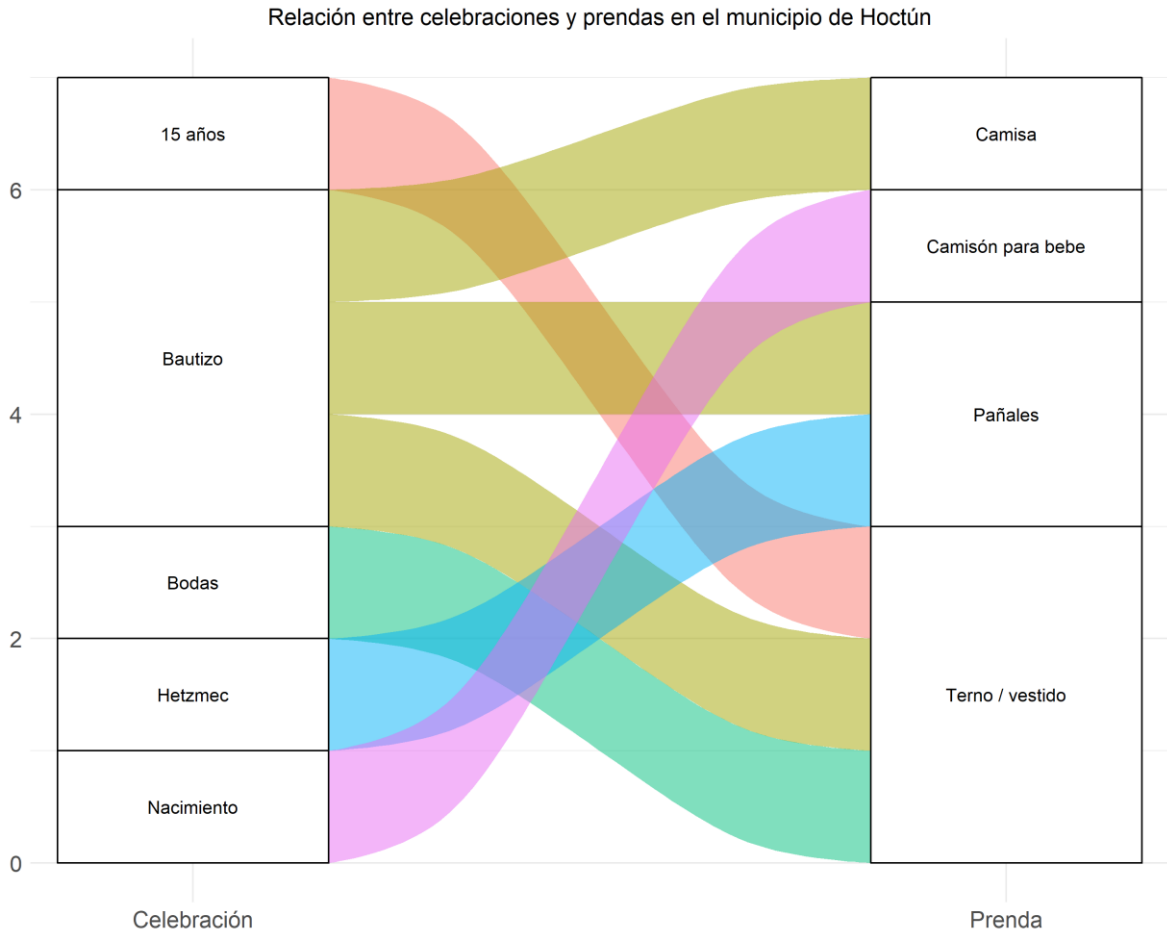 Relación entre celebraciones y prendas en el municipio de Hoctún
15 años
Bautizo
Bodas
Hetzmec
Nacimiento
Camisa
Camisón para bebe
Pañales
Terno / vestido
6
4
2
0
Celebración
Prenda